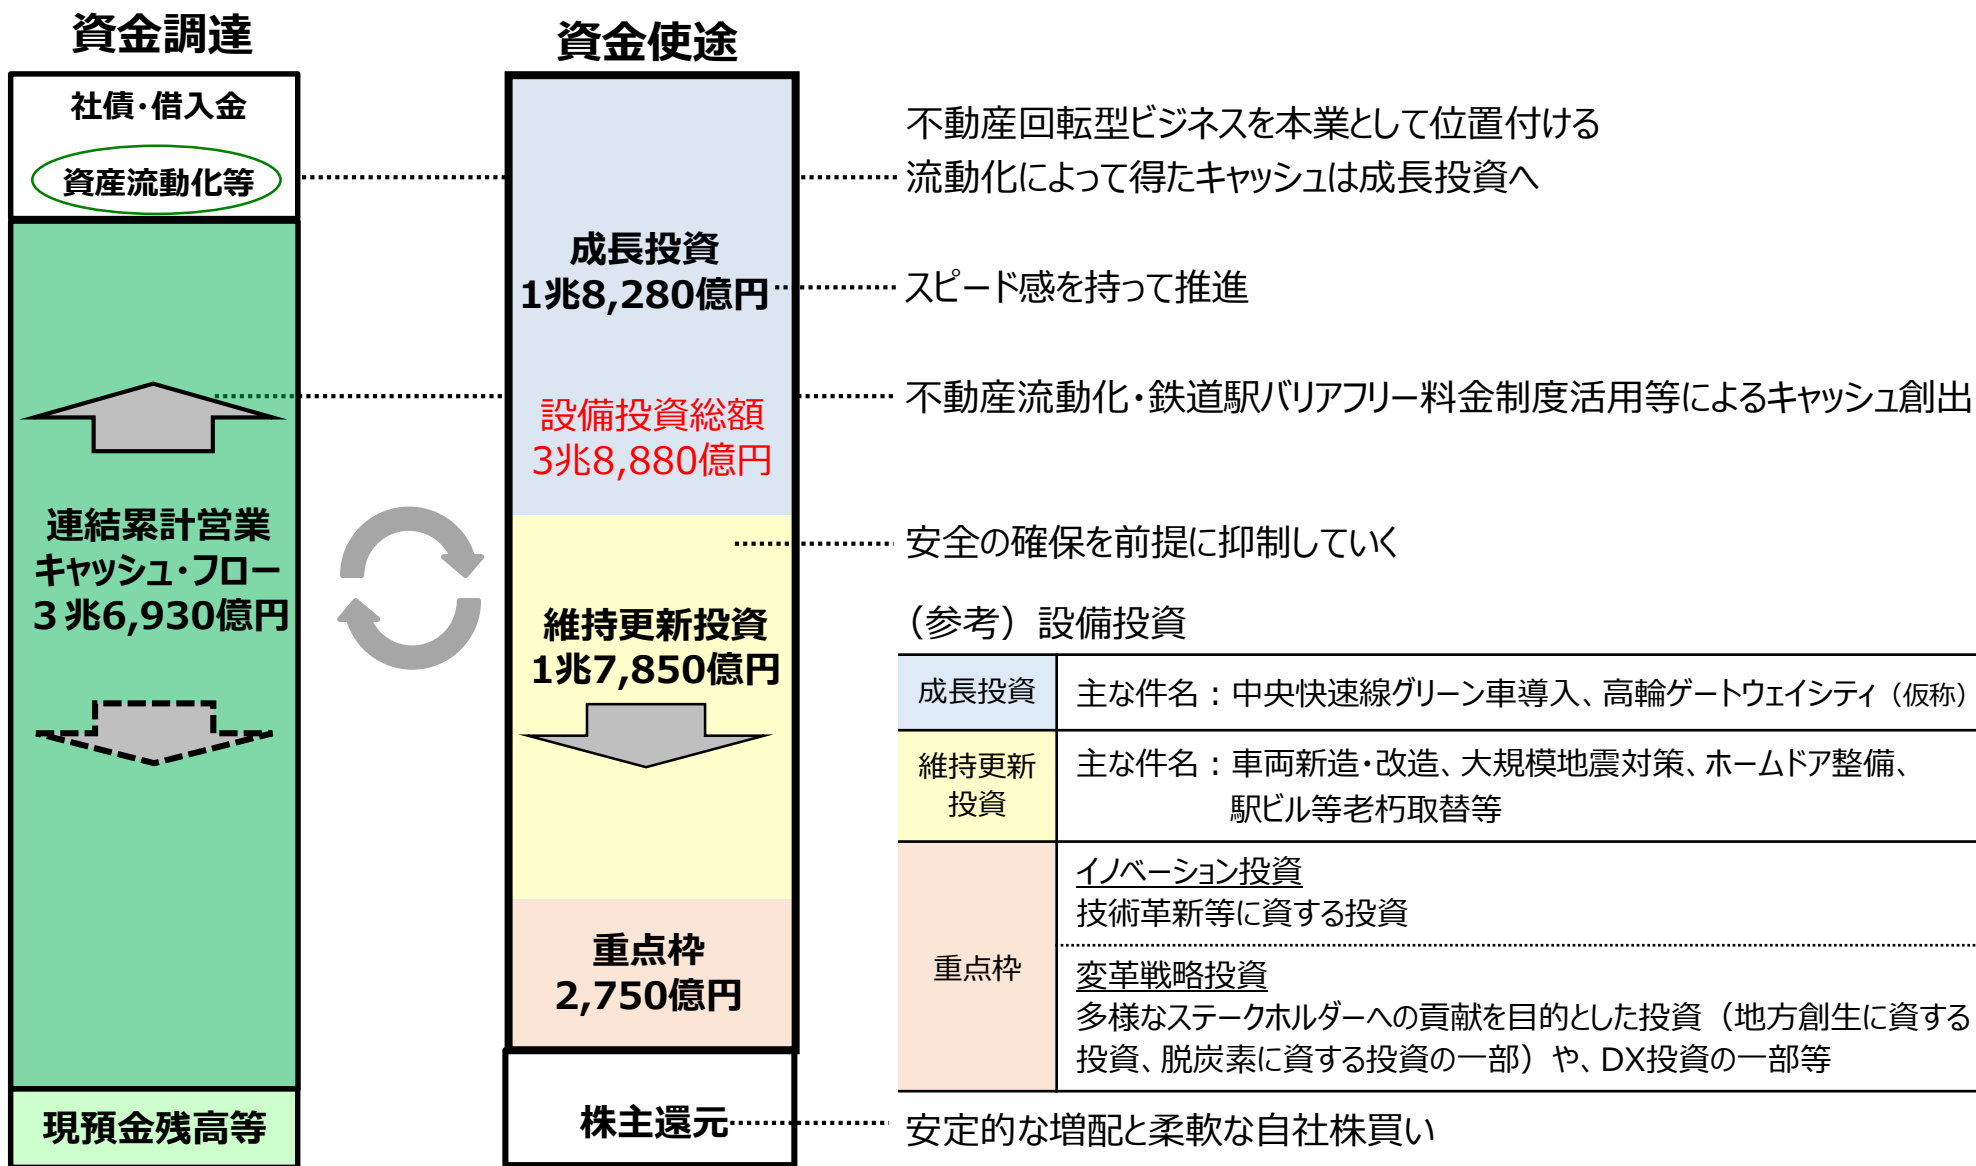 資金調達
社債・借入金
資産流動化等
連結累計営業
キャッシュ・フロー
３兆6,930億円
現預金残高等
資金使途
成長投資
1兆8,280億円
設備投資総額
3兆8,880億円
維持更新投資
1兆7,850億円
重点枠
2,750億円
株主還元
不動産回転型ビジネスを本業として位置付ける
流動化によって得たキャッシュは成長投資へ
スピード感を持って推進
不動産流動化・鉄道駅バリアフリー料金制度活用等によるキャッシュ創出
安全の確保を前提に抑制していく
（参考）設備投資
成長投資
主な件名：中央快速線グリーン車導入、高輪ゲートウェイシティ（仮称）
維持更新
投資
主な件名：車両新造・改造、大規模地震対策、ホームドア整備、
駅ビル等老朽取替等
重点枠
イノベーション投資
技術革新等に資する投資
変革戦略投資
多様なステークホルダーへの貢献を目的とした投資（地方創生に資する
投資、脱炭素に資する投資の一部）や、DX投資の一部等
安定的な増配と柔軟な自社株買い